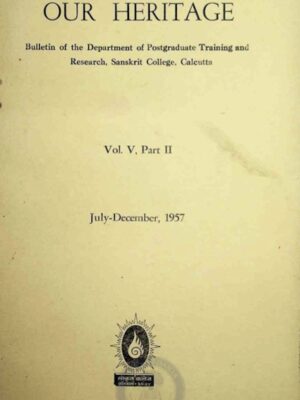 OUR HERITAGE
Bulletin of the Department of Postgraduate Training and
Research, Sanskrit College, Calcutta
Vol. V, Part II
July-December, 1957